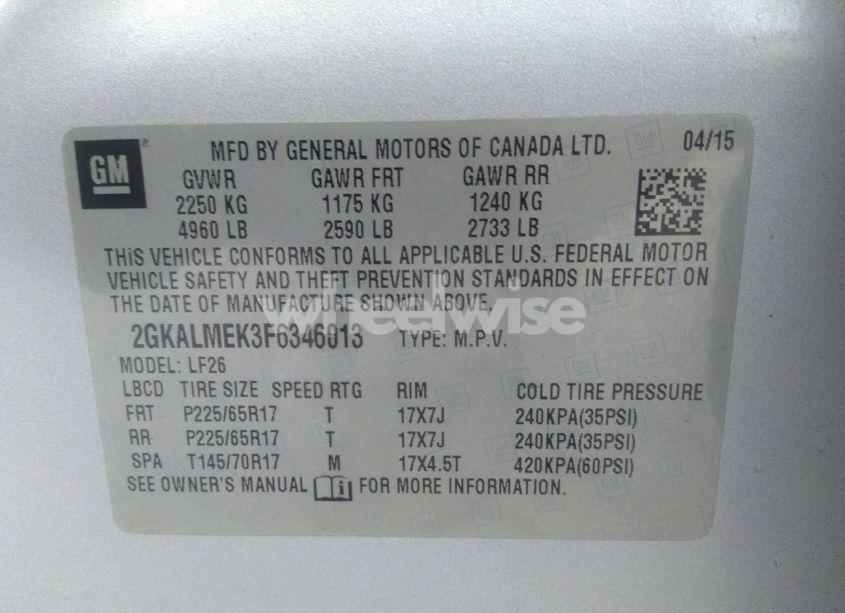 GM
MFD BY GENERAL MOTORS OF CANADA LTD. 04/15
GVWR GAWR FRT GAWR RR
2250 KG 1175 KG 1240 KG
4960 LB 2590 LB 2733 LB
THIS VEHICLE CONFORMS TO ALL APPLICABLE U.S. FEDERAL MOTOR
VEHICLE SAFETY AND THEFT PREVENTION STANDARDS IN EFFECT ON
THE DATE OF MANUFACTURE SHOWN ABOVE.
wheelwise
2GKALMEK3F6346013 TYPE: M.P.V.
MODEL: LF26
LBCD TIRE SIZE SPEED RTG RIM COLD TIRE PRESSURE
FRT P225/65R17 T 17X7J 240KPA(35PSI)
RR P225/65R17 T 17X7J 240KPA(35PSI)
SPA T145/70R17 M 17X4.5T 420KPA(60PSI)
SEE OWNER'S MANUAL i FOR MORE INFORMATION.